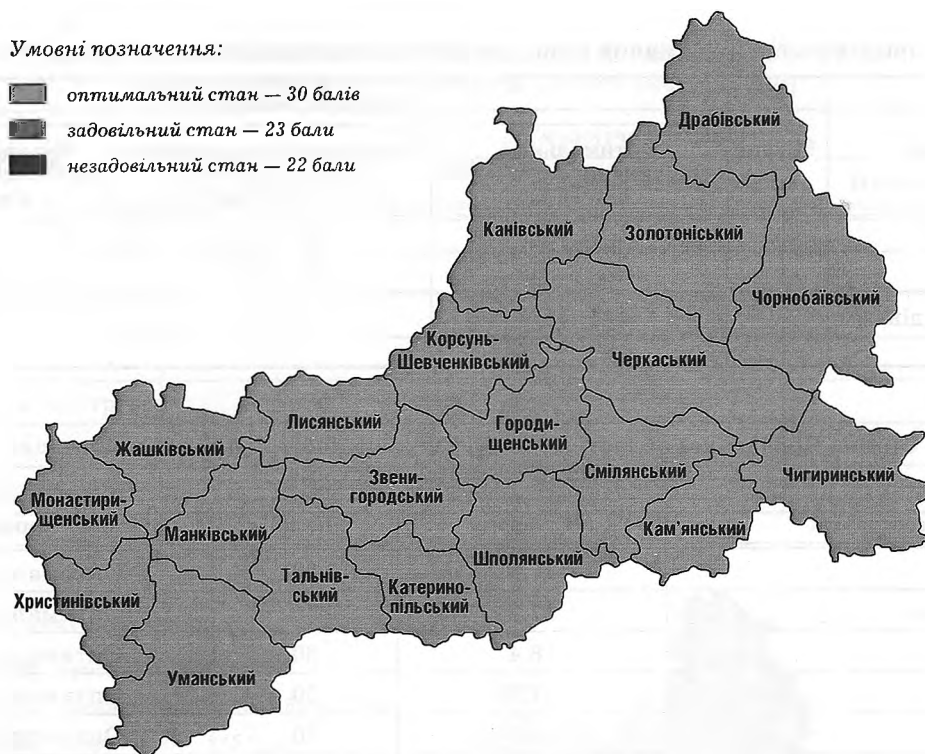 Умовні позначення:
оптимальний стан — 30 балів
задовільний стан — 23 бали
незадовільний стан — 22 бали
Драбівський
Канівський
Золотоніський
Чорнобаївський
Корсунь-
Шевченківський
Черкаський
Лисянський
Городи-
щенський
Жашківський
Звени-
городський
Смілянський
Чигиринський
Монастири-
щенський
Манківський
Кам'янський
Шполянський
Тальнів-
ський
Катерино-
пільський
Христинівський
Уманський